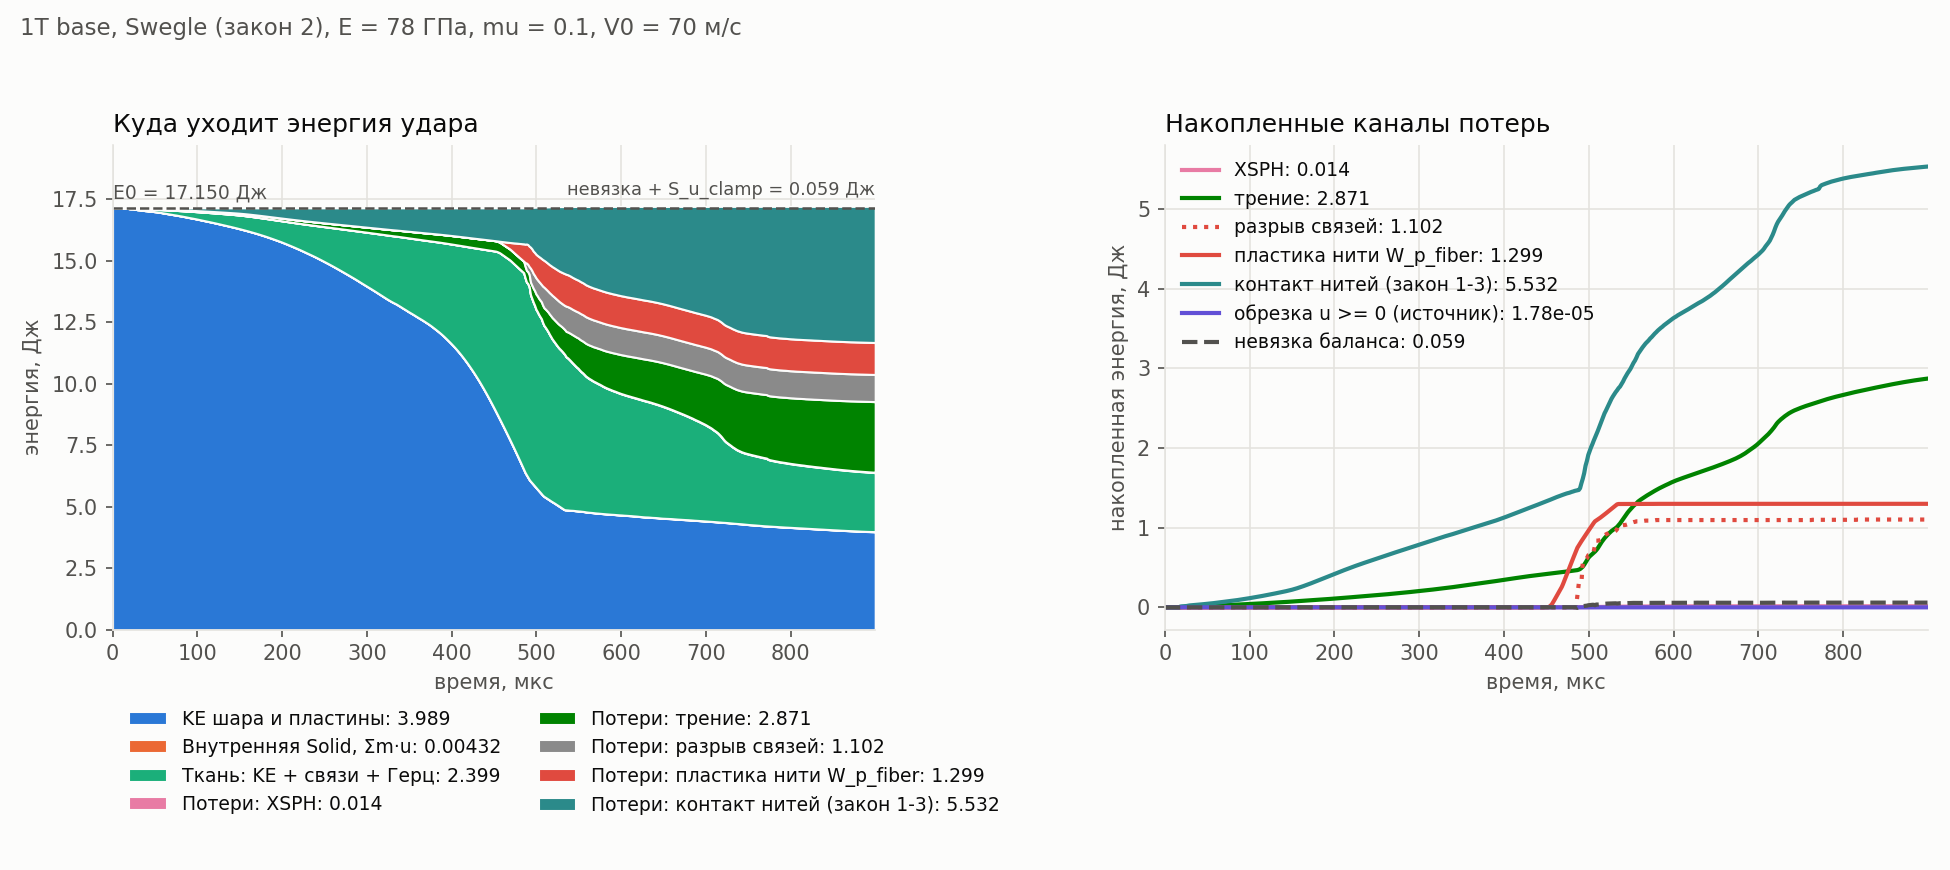 1T base, Swegle (закон 2), E = 78 ГПа, mu = 0.1, V0 = 70 м/с
Куда уходит энергия удара
E0 = 17.150 Дж
невязка + S_u_clamp = 0.059 Дж
энергия, Дж
17.5
15.0
12.5
10.0
7.5
5.0
2.5
0.0
0 100 200 300 400 500 600 700 800
время, мкс
KE шара и пластины: 3.989
Внутренняя Solid, Σm·u: 0.00432
Ткань: KE + связи + Герц: 2.399
Потери: XSPH: 0.014
Потери: трение: 2.871
Потери: разрыв связей: 1.102
Потери: пластика нити W_p_fiber: 1.299
Потери: контакт нитей (закон 1-3): 5.532
Накопленные каналы потерь
XSPH: 0.014
трение: 2.871
разрыв связей: 1.102
пластика нити W_p_fiber: 1.299
контакт нитей (закон 1-3): 5.532
обрезка u >= 0 (источник): 1.78e-05
невязка баланса: 0.059
накопленная энергия, Дж
5
4
3
2
1
0
0 100 200 300 400 500 600 700 800
время, мкс